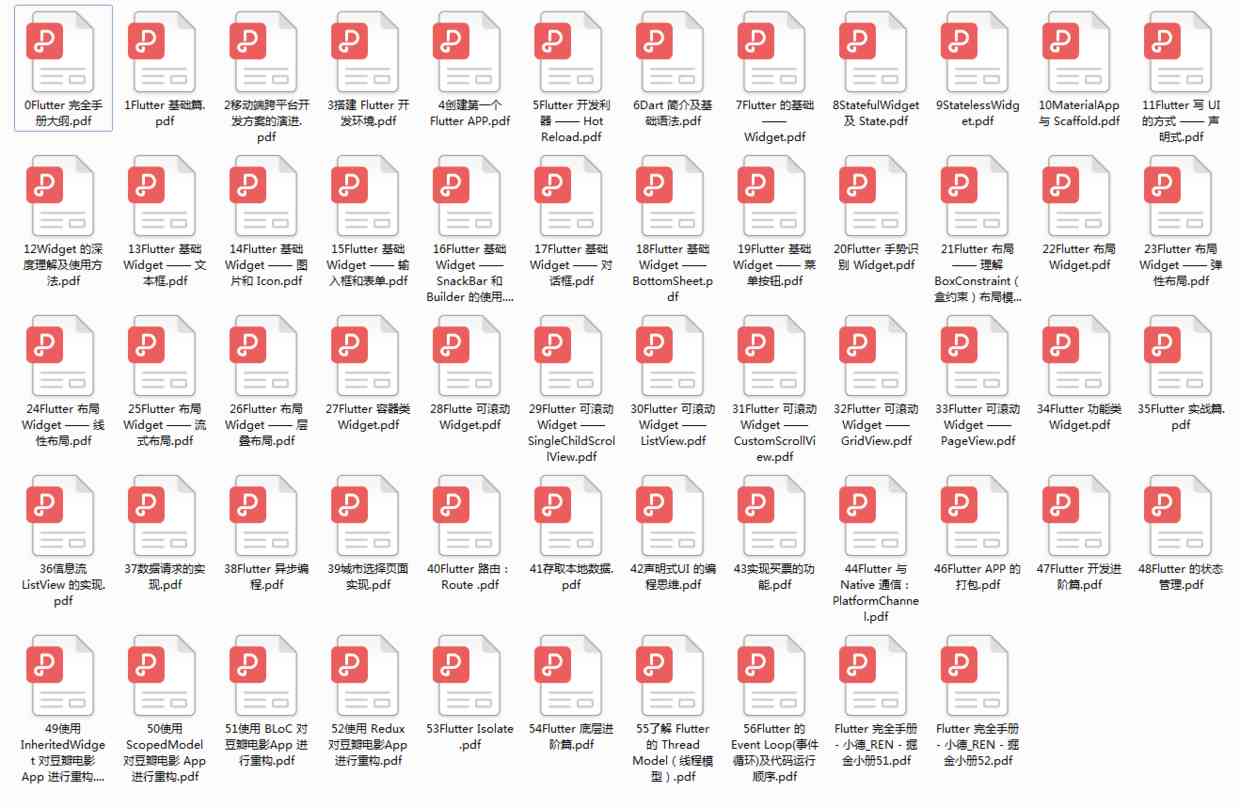 0Flutter 完全手
册大纲.pdf
1Flutter 基础篇.
pdf
2移动端跨平台开
发方案的演进.
pdf
3搭建 Flutter 开
发环境.pdf
4创建第一个
Flutter APP.pdf
5Flutter 开发利
器 —— Hot
Reload.pdf
6Dart 简介及基
础语法.pdf
7Flutter 的基础
——
Widget.pdf
8StatefulWidget
及 State.pdf
9StatelessWidg
et.pdf
10MaterialApp
与 Scaffold.pdf
11Flutter 写 UI
的方式 —— 声
明式.pdf
12Widget 的深
度理解及使用方
法.pdf
13Flutter 基础
Widget —— 文
本框.pdf
14Flutter 基础
Widget —— 图
片和 Icon.pdf
15Flutter 基础
Widget —— 输
入框和表单.pdf
16Flutter 基础
Widget ——
SnackBar 和
Builder 的使用....
17Flutter 基础
Widget —— 对
话框.pdf
18Flutter 基础
Widget ——
BottomSheet.p
df
19Flutter 基础
Widget —— 菜
单按钮.pdf
20Flutter 手势识
别 Widget.pdf
21Flutter 布局
—— 理解
BoxConstraint（
盒约束）布局模...
22Flutter 布局
Widget.pdf
23Flutter 布局
Widget —— 弹
性布局.pdf
24Flutter 布局
Widget —— 线
性布局.pdf
25Flutter 布局
Widget —— 流
式布局.pdf
26Flutter 布局
Widget —— 层
叠布局.pdf
27Flutter 容器类
Widget.pdf
28Flutte 可滚动
Widget.pdf
29Flutter 可滚动
Widget ——
SingleChildScrol
lView.pdf
30Flutter 可滚动
Widget ——
ListView.pdf
31Flutter 可滚动
Widget ——
CustomScrollVi
ew.pdf
32Flutter 可滚动
Widget ——
GridView.pdf
33Flutter 可滚动
Widget ——
PageView.pdf
34Flutter 功能类
Widget.pdf
35Flutter 实战篇.
pdf
36信息流
ListView 的实现.
pdf
37数据请求的实
现.pdf
38Flutter 异步编
程.pdf
39城市选择页面
实现.pdf
40Flutter 路由：
Route .pdf
41存取本地数据.
pdf
42声明式UI 的编
程思维.pdf
43实现买票的功
能.pdf
44Flutter 与
Native 通信：
PlatformChanne
l.pdf
46Flutter APP 的
打包.pdf
47Flutter 开发进
阶篇.pdf
48Flutter 的状态
管理.pdf
49使用
InheritedWidge
t 对豆瓣电影
App 进行重构....
50使用
ScopedModel
对豆瓣电影 App
进行重构.pdf
51使用 BLoC 对
豆瓣电影App 进
行重构.pdf
52使用 Redux
对豆瓣电影App
进行重构.pdf
53Flutter Isolate
.pdf
54Flutter 底层进
阶篇.pdf
55了解 Flutter
的 Thread
Model（线程模
型）.pdf
56Flutter 的
Event Loop(事件
循环)及代码运行
顺序.pdf
Flutter 完全手册
- 小德_REN - 掘
金小册51.pdf
Flutter 完全手册
- 小德_REN - 掘
金小册52.pdf